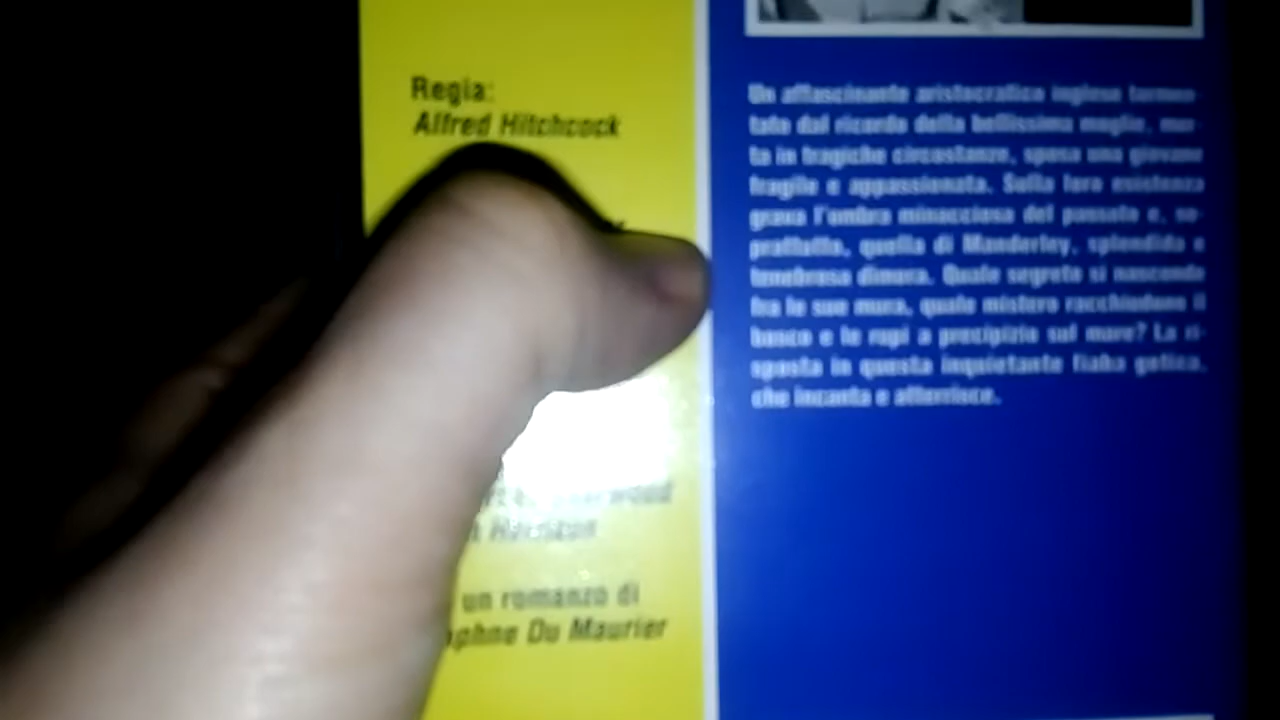 Regia:
Alfred Hitchcock
Harrison
un romanzo di
Du Maurier
Un affascinante aristocratico inglese tormen-
tato dal ricordo della bellissima moglie, mor-
ta in tragiche circostanze, sposa una giovane
fragile e appassionata. Sulla loro esistenza
grava l'ombra minacciosa del passato e, so-
prattutto, quella di Manderley, splendida e
tenebrosa dimora. Quale segreto si nasconde
fra le sue mura, quale mistero racchiudono il
bosco e le rupi a precipizio sul mare? La ri-
sposta in questa inquietante fiaba gotica,
che incanta e atterrisce.